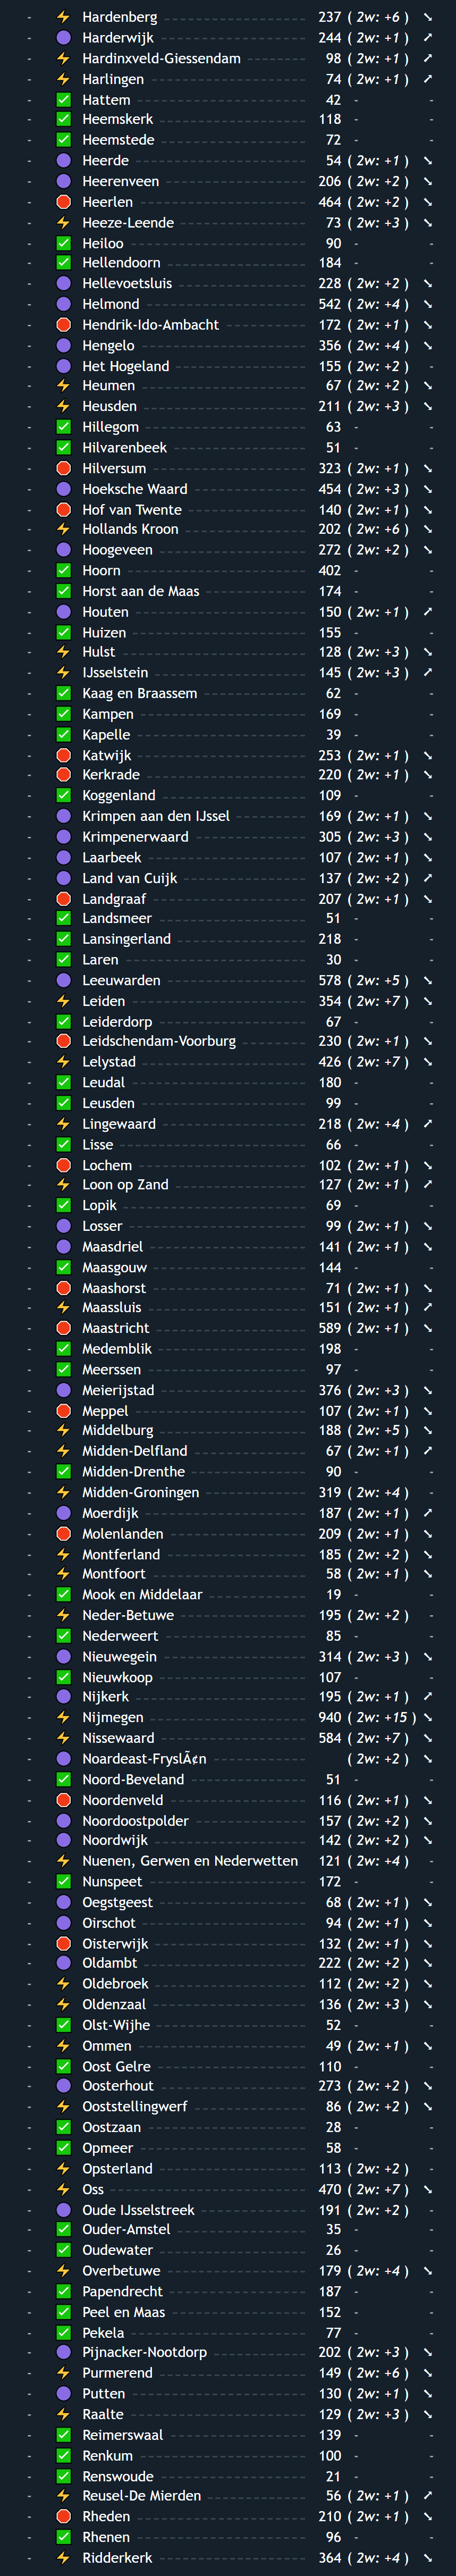 - Hardenberg 237 ( 2w: +6 ) ↘
- Harderwijk 244 ( 2w: +1 ) ↗
- Hardinxveld-Giessendam 98 ( 2w: +1 ) ↗
- Harlingen 74 ( 2w: +1 ) ↗
- Hattem 42 - -
- Heemskerk 118 - -
- Heemstede 72 - -
- Heerde 54 ( 2w: +1 ) ↘
- Heerenveen 206 ( 2w: +2 ) ↘
- Heerlen 464 ( 2w: +2 ) ↘
- Heeze-Leende 73 ( 2w: +3 ) ↘
- Heiloo 90 - -
- Hellendoorn 184 - -
- Hellevoetsluis 228 ( 2w: +2 ) ↘
- Helmond 542 ( 2w: +4 ) ↘
- Hendrik-Ido-Ambacht 172 ( 2w: +1 ) ↘
- Hengelo 356 ( 2w: +4 ) ↘
- Het Hogeland 155 ( 2w: +2 ) -
- Heumen 67 ( 2w: +2 ) ↘
- Heusden 211 ( 2w: +3 ) ↘
- Hillegom 63 - -
- Hilvarenbeek 51 - -
- Hilversum 323 ( 2w: +1 ) ↘
- Hoeksche Waard 454 ( 2w: +3 ) ↘
- Hof van Twente 140 ( 2w: +1 ) ↘
- Hollands Kroon 202 ( 2w: +6 ) ↘
- Hoogeveen 272 ( 2w: +2 ) ↘
- Hoorn 402 - -
- Horst aan de Maas 174 - -
- Houten 150 ( 2w: +1 ) ↗
- Huizen 155 - -
- Hulst 128 ( 2w: +3 ) ↘
- IJsselstein 145 ( 2w: +3 ) ↗
- Kaag en Braassem 62 - -
- Kampen 169 - -
- Kapelle 39 - -
- Katwijk 253 ( 2w: +1 ) ↘
- Kerkrade 220 ( 2w: +1 ) ↘
- Koggenland 109 - -
- Krimpen aan den IJssel 169 ( 2w: +1 ) ↘
- Krimpenerwaard 305 ( 2w: +3 ) ↘
- Laarbeek 107 ( 2w: +1 ) ↘
- Land van Cuijk 137 ( 2w: +2 ) ↗
- Landgraaf 207 ( 2w: +1 ) ↘
- Landsmeer 51 - -
- Lansingerland 218 - -
- Laren 30 - -
- Leeuwarden 578 ( 2w: +5 ) ↘
- Leiden 354 ( 2w: +7 ) ↘
- Leiderdorp 67 - -
- Leidschendam-Voorburg 230 ( 2w: +1 ) ↘
- Lelystad 426 ( 2w: +7 ) ↘
- Leudal 180 - -
- Leusden 99 - -
- Lingewaard 218 ( 2w: +4 ) ↗
- Lisse 66 - -
- Lochem 102 ( 2w: +1 ) ↘
- Loon op Zand 127 ( 2w: +1 ) ↗
- Lopik 69 - -
- Losser 99 ( 2w: +1 ) ↘
- Maasdriel 141 ( 2w: +1 ) ↘
- Maasgouw 144 - -
- Maashorst 71 ( 2w: +1 ) ↘
- Maassluis 151 ( 2w: +1 ) ↗
- Maastricht 589 ( 2w: +1 ) ↘
- Medemblik 198 - -
- Meerssen 97 - -
- Meierijstad 376 ( 2w: +3 ) ↘
- Meppel 107 ( 2w: +1 ) ↘
- Middelburg 188 ( 2w: +5 ) ↘
- Midden-Delfland 67 ( 2w: +1 ) ↗
- Midden-Drenthe 90 - -
- Midden-Groningen 319 ( 2w: +4 ) -
- Moerdijk 187 ( 2w: +1 ) ↗
- Molenlanden 209 ( 2w: +1 ) ↘
- Montferland 185 ( 2w: +2 ) ↘
- Montfoort 58 ( 2w: +1 ) ↘
- Mook en Middelaar 19 - -
- Neder-Betuwe 195 ( 2w: +2 ) -
- Nederweert 85 - -
- Nieuwegein 314 ( 2w: +3 ) ↘
- Nieuwkoop 107 - -
- Nijkerk 195 ( 2w: +1 ) ↗
- Nijmegen 940 ( 2w: +15 ) ↘
- Nissewaard 584 ( 2w: +7 ) ↘
- Noardeast-FryslÃ¢n ( 2w: +2 ) ↘
- Noord-Beveland 51 - -
- Noordenveld 116 ( 2w: +1 ) ↘
- Noordoostpolder 157 ( 2w: +2 ) ↘
- Noordwijk 142 ( 2w: +2 ) ↘
- Nuenen, Gerwen en Nederwetten 121 ( 2w: +4 ) -
- Nunspeet 172 - -
- Oegstgeest 68 ( 2w: +1 ) ↘
- Oirschot 94 ( 2w: +1 ) ↘
- Oisterwijk 132 ( 2w: +1 ) ↘
- Oldambt 222 ( 2w: +2 ) ↘
- Oldebroek 112 ( 2w: +2 ) ↘
- Oldenzaal 136 ( 2w: +3 ) ↘
- Olst-Wijhe 52 - -
- Ommen 49 ( 2w: +1 ) ↘
- Oost Gelre 110 - -
- Oosterhout 273 ( 2w: +2 ) ↘
- Ooststellingwerf 86 ( 2w: +2 ) ↘
- Oostzaan 28 - -
- Opmeer 58 - -
- Opsterland 113 ( 2w: +2 ) -
- Oss 470 ( 2w: +7 ) ↘
- Oude IJsselstreek 191 ( 2w: +2 ) -
- Ouder-Amstel 35 - -
- Oudewater 26 - -
- Overbetuwe 179 ( 2w: +4 ) ↘
- Papendrecht 187 - -
- Peel en Maas 152 - -
- Pekela 77 - -
- Pijnacker-Nootdorp 202 ( 2w: +3 ) ↘
- Purmerend 149 ( 2w: +6 ) ↘
- Putten 130 ( 2w: +1 ) ↘
- Raalte 129 ( 2w: +3 ) ↘
- Reimerswaal 139 - -
- Renkum 100 - -
- Renswoude 21 - -
- Reusel-De Mierden 56 ( 2w: +1 ) ↗
- Rheden 210 ( 2w: +1 ) ↘
- Rhenen 96 - -
- Ridderkerk 364 ( 2w: +4 ) ↘